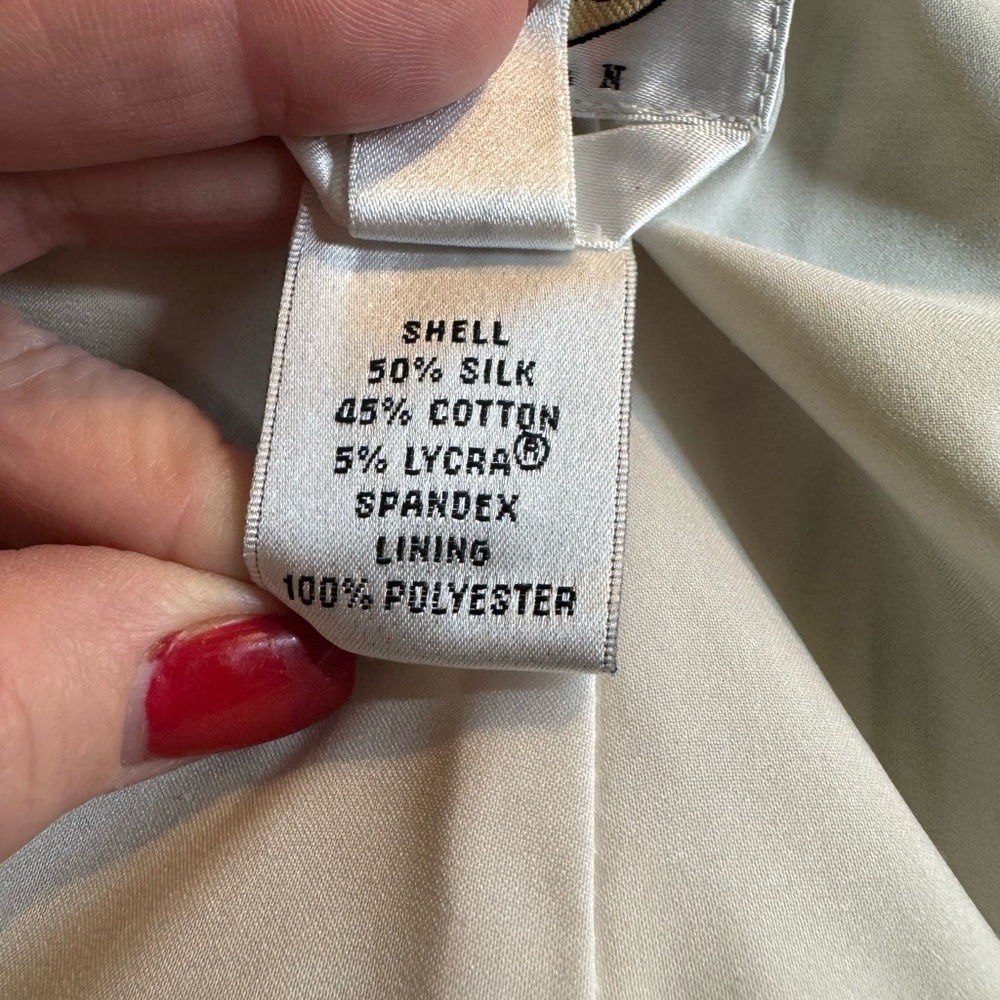 N
SHELL
50% SILK
45% COTTON
5% LYCRA®
SPANDEX
LINING
100% POLYESTER